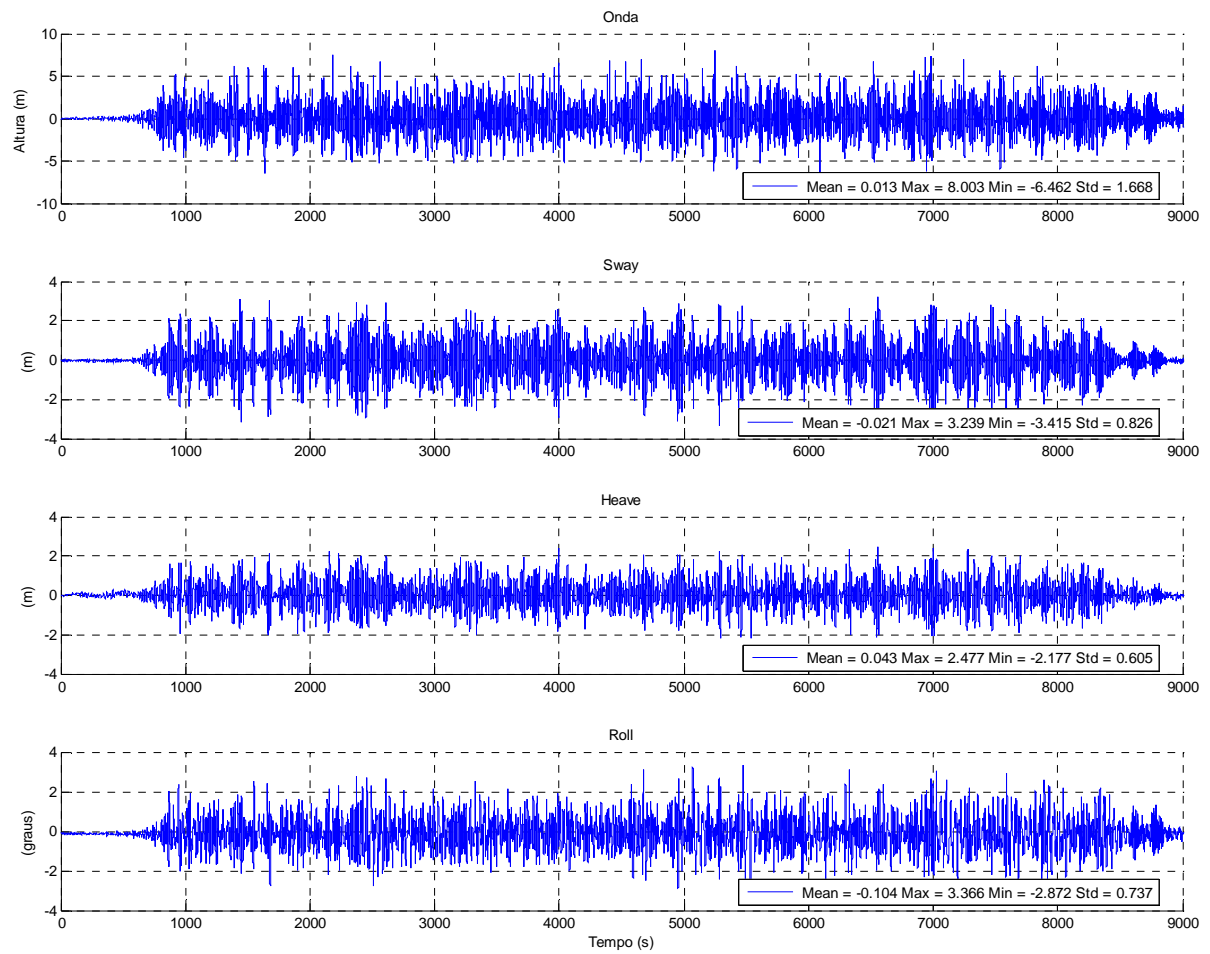 Onda
10
5
0
-5
-10
Altura (m)
Mean = 0.013 Max = 8.003 Min = -6.462 Std = 1.668
0 1000 2000 3000 4000 5000 6000 7000 8000 9000
Sway
4
2
0
-2
-4
(m)
Mean = -0.021 Max = 3.239 Min = -3.415 Std = 0.826
0 1000 2000 3000 4000 5000 6000 7000 8000 9000
Heave
4
2
0
-2
-4
(m)
Mean = 0.043 Max = 2.477 Min = -2.177 Std = 0.605
0 1000 2000 3000 4000 5000 6000 7000 8000 9000
Roll
4
2
0
-2
-4
(graus)
Mean = -0.104 Max = 3.366 Min = -2.872 Std = 0.737
0 1000 2000 3000 4000 5000 6000 7000 8000 9000
Tempo (s)